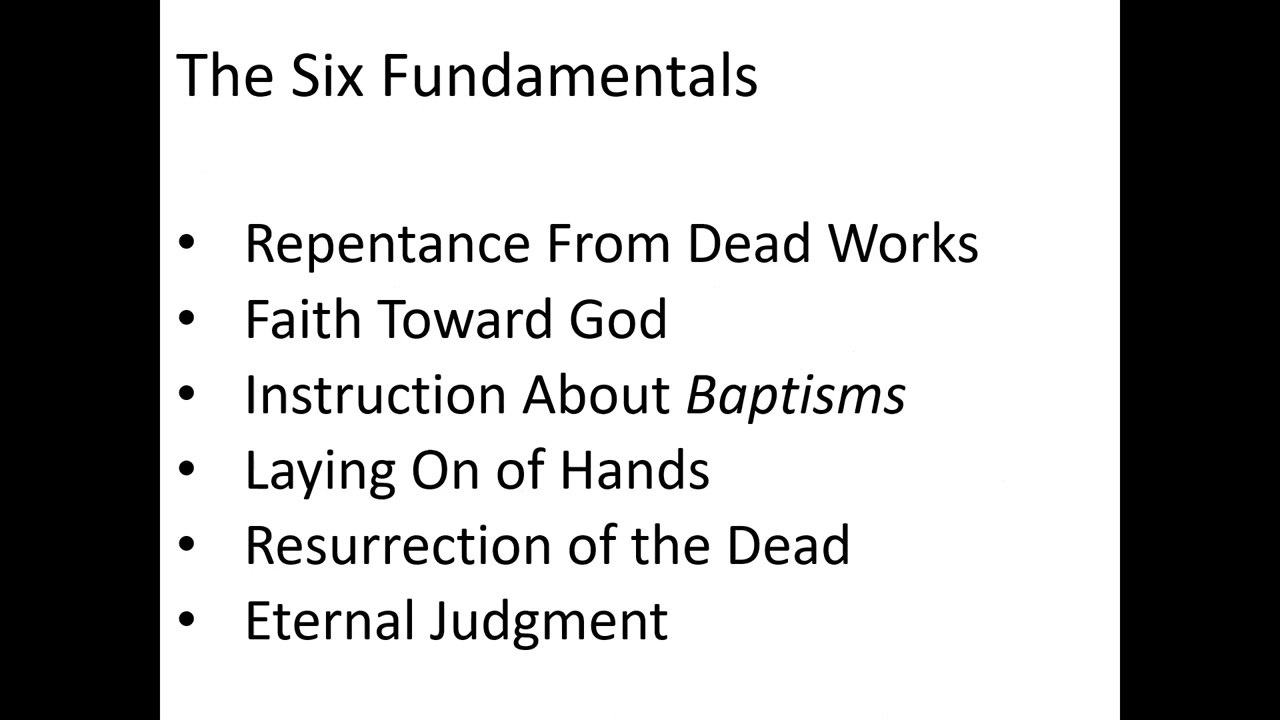 The Six Fundamentals
• Repentance From Dead Works
• Faith Toward God
• Instruction About Baptisms
• Laying On of Hands
• Resurrection of the Dead
• Eternal Judgment